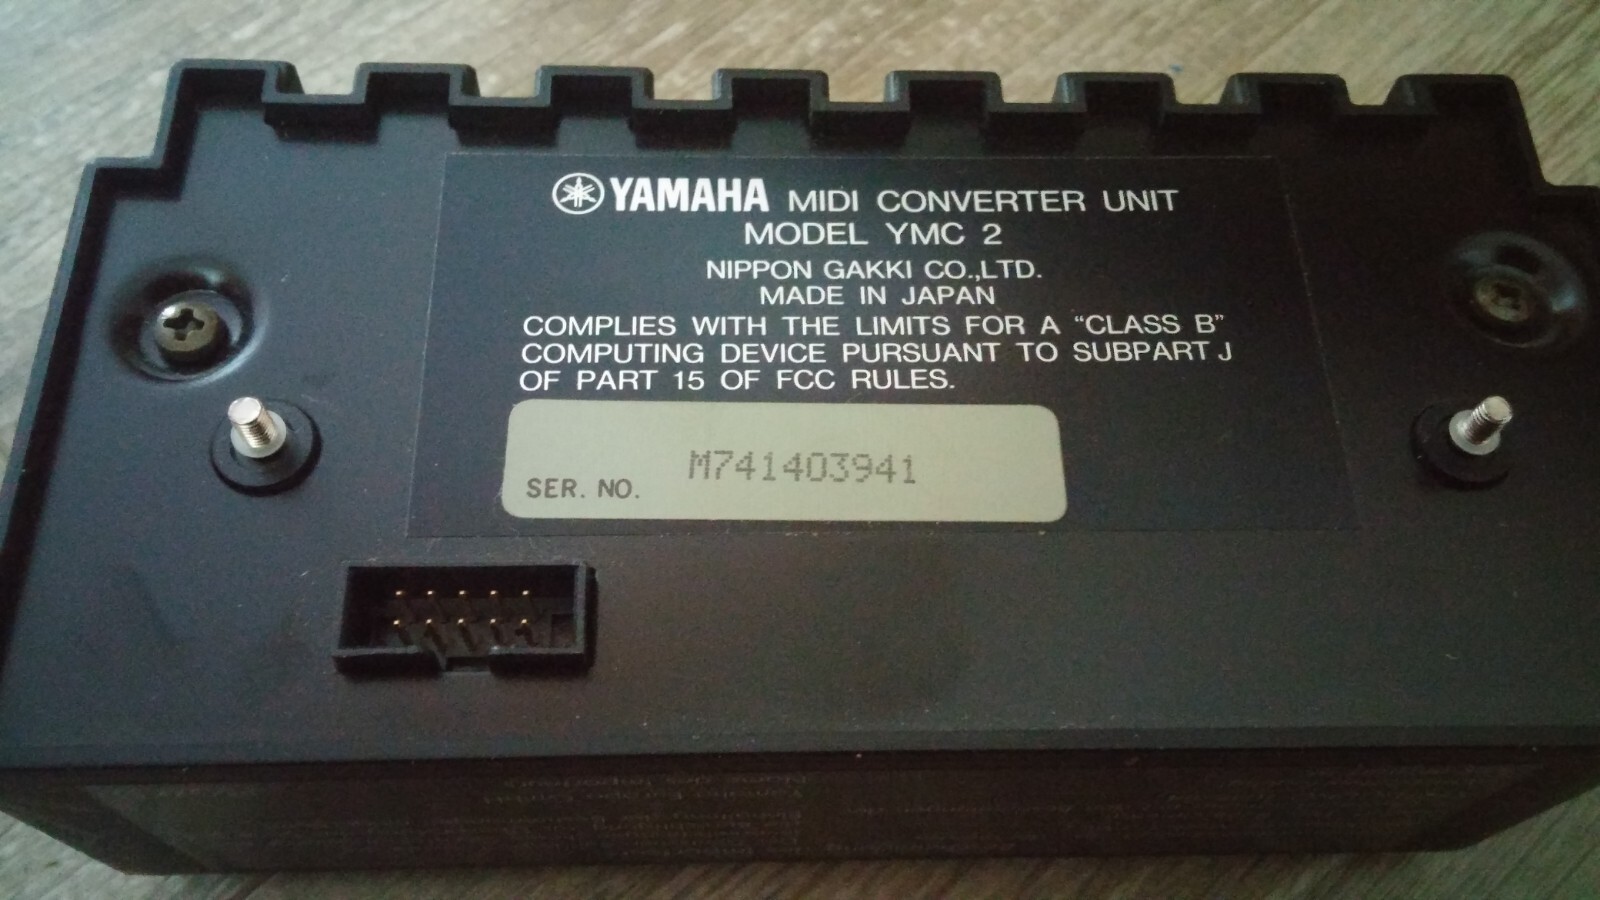 YAMAHA MIDI CONVERTER UNIT
MODEL YMC 2
NIPPON GAKKI CO.,LTD.
MADE IN JAPAN
COMPLIES WITH THE LIMITS FOR A “CLASS B”
COMPUTING DEVICE PURSUANT TO SUBPART J
OF PART 15 OF FCC RULES.
SER. NO. M741403941